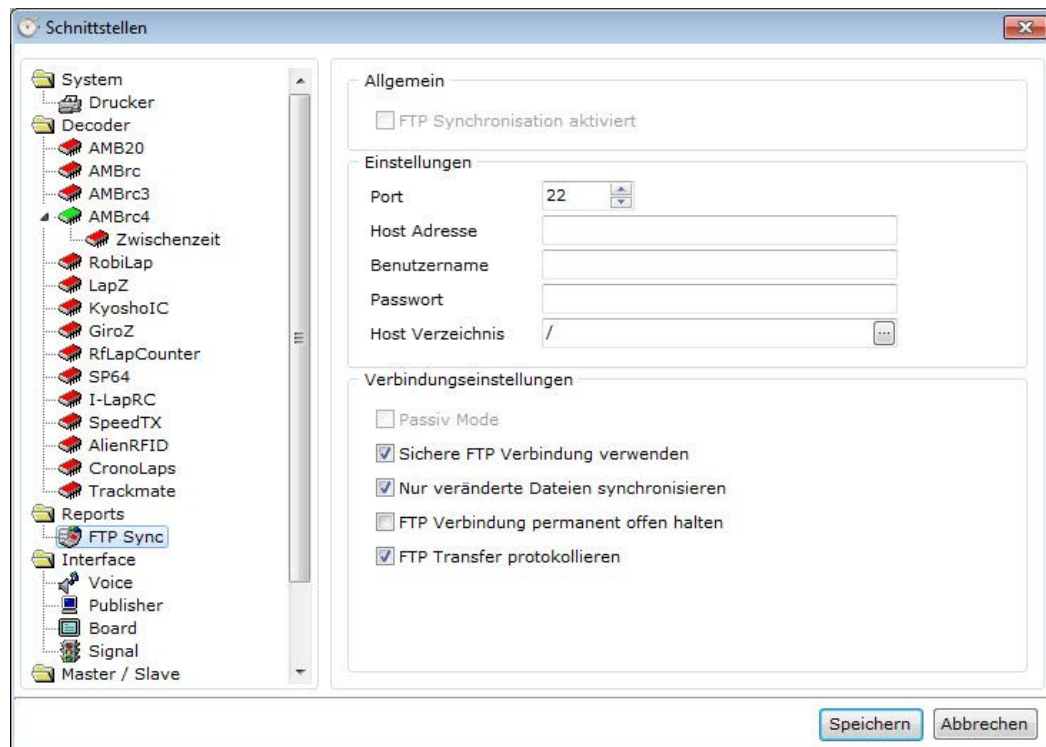 Schnittstellen
System
Drucker
Decoder
AMB20
AMBrc
AMBrc3
AMBrc4
Zwischenzeit
RobiLap
LapZ
KyoshoIC
GiroZ
RfLapCounter
SP64
I-LapRC
SpeedTX
AlienRFID
CronoLaps
Trackmate
Reports
FTP Sync
Interface
Voice
Publisher
Board
Signal
Master / Slave
Allgemein
FTP Synchronisation aktiviert
Einstellungen
Port 22
Host Adresse
Benutzername
Passwort
Host Verzeichnis / ...
Verbindungseinstellungen
Passiv Mode
Sichere FTP Verbindung verwenden
Nur veränderte Dateien synchronisieren
FTP Verbindung permanent offen halten
FTP Transfer protokollieren
Speichern Abbrechen